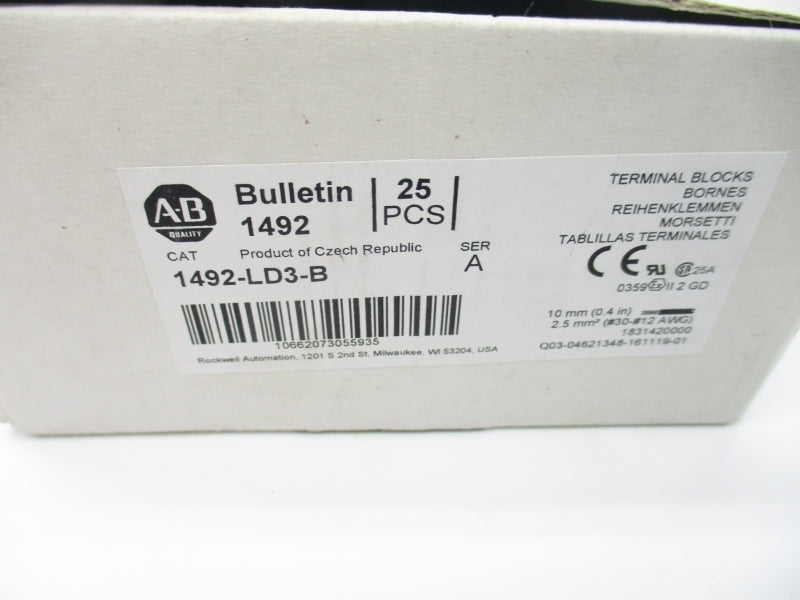 A-B
QUALITY
Bulletin
1492
25
PCS
CAT
Product of Czech Republic
SER
A
1492-LD3-B
10662073055935
Rockwell Automation, 1201 S 2nd St, Milwaukee, WI 53204, USA
TERMINAL BLOCKS
BORNES
REIHENKLEMMEN
MORSETTI
TABLILLAS TERMINALES
CE 25A
0359 Ex II 2 GD
10 mm (0.4 in)
2.5 mm² (#30-#12 AWG)
1831420000
Q03-04621348-161119-01